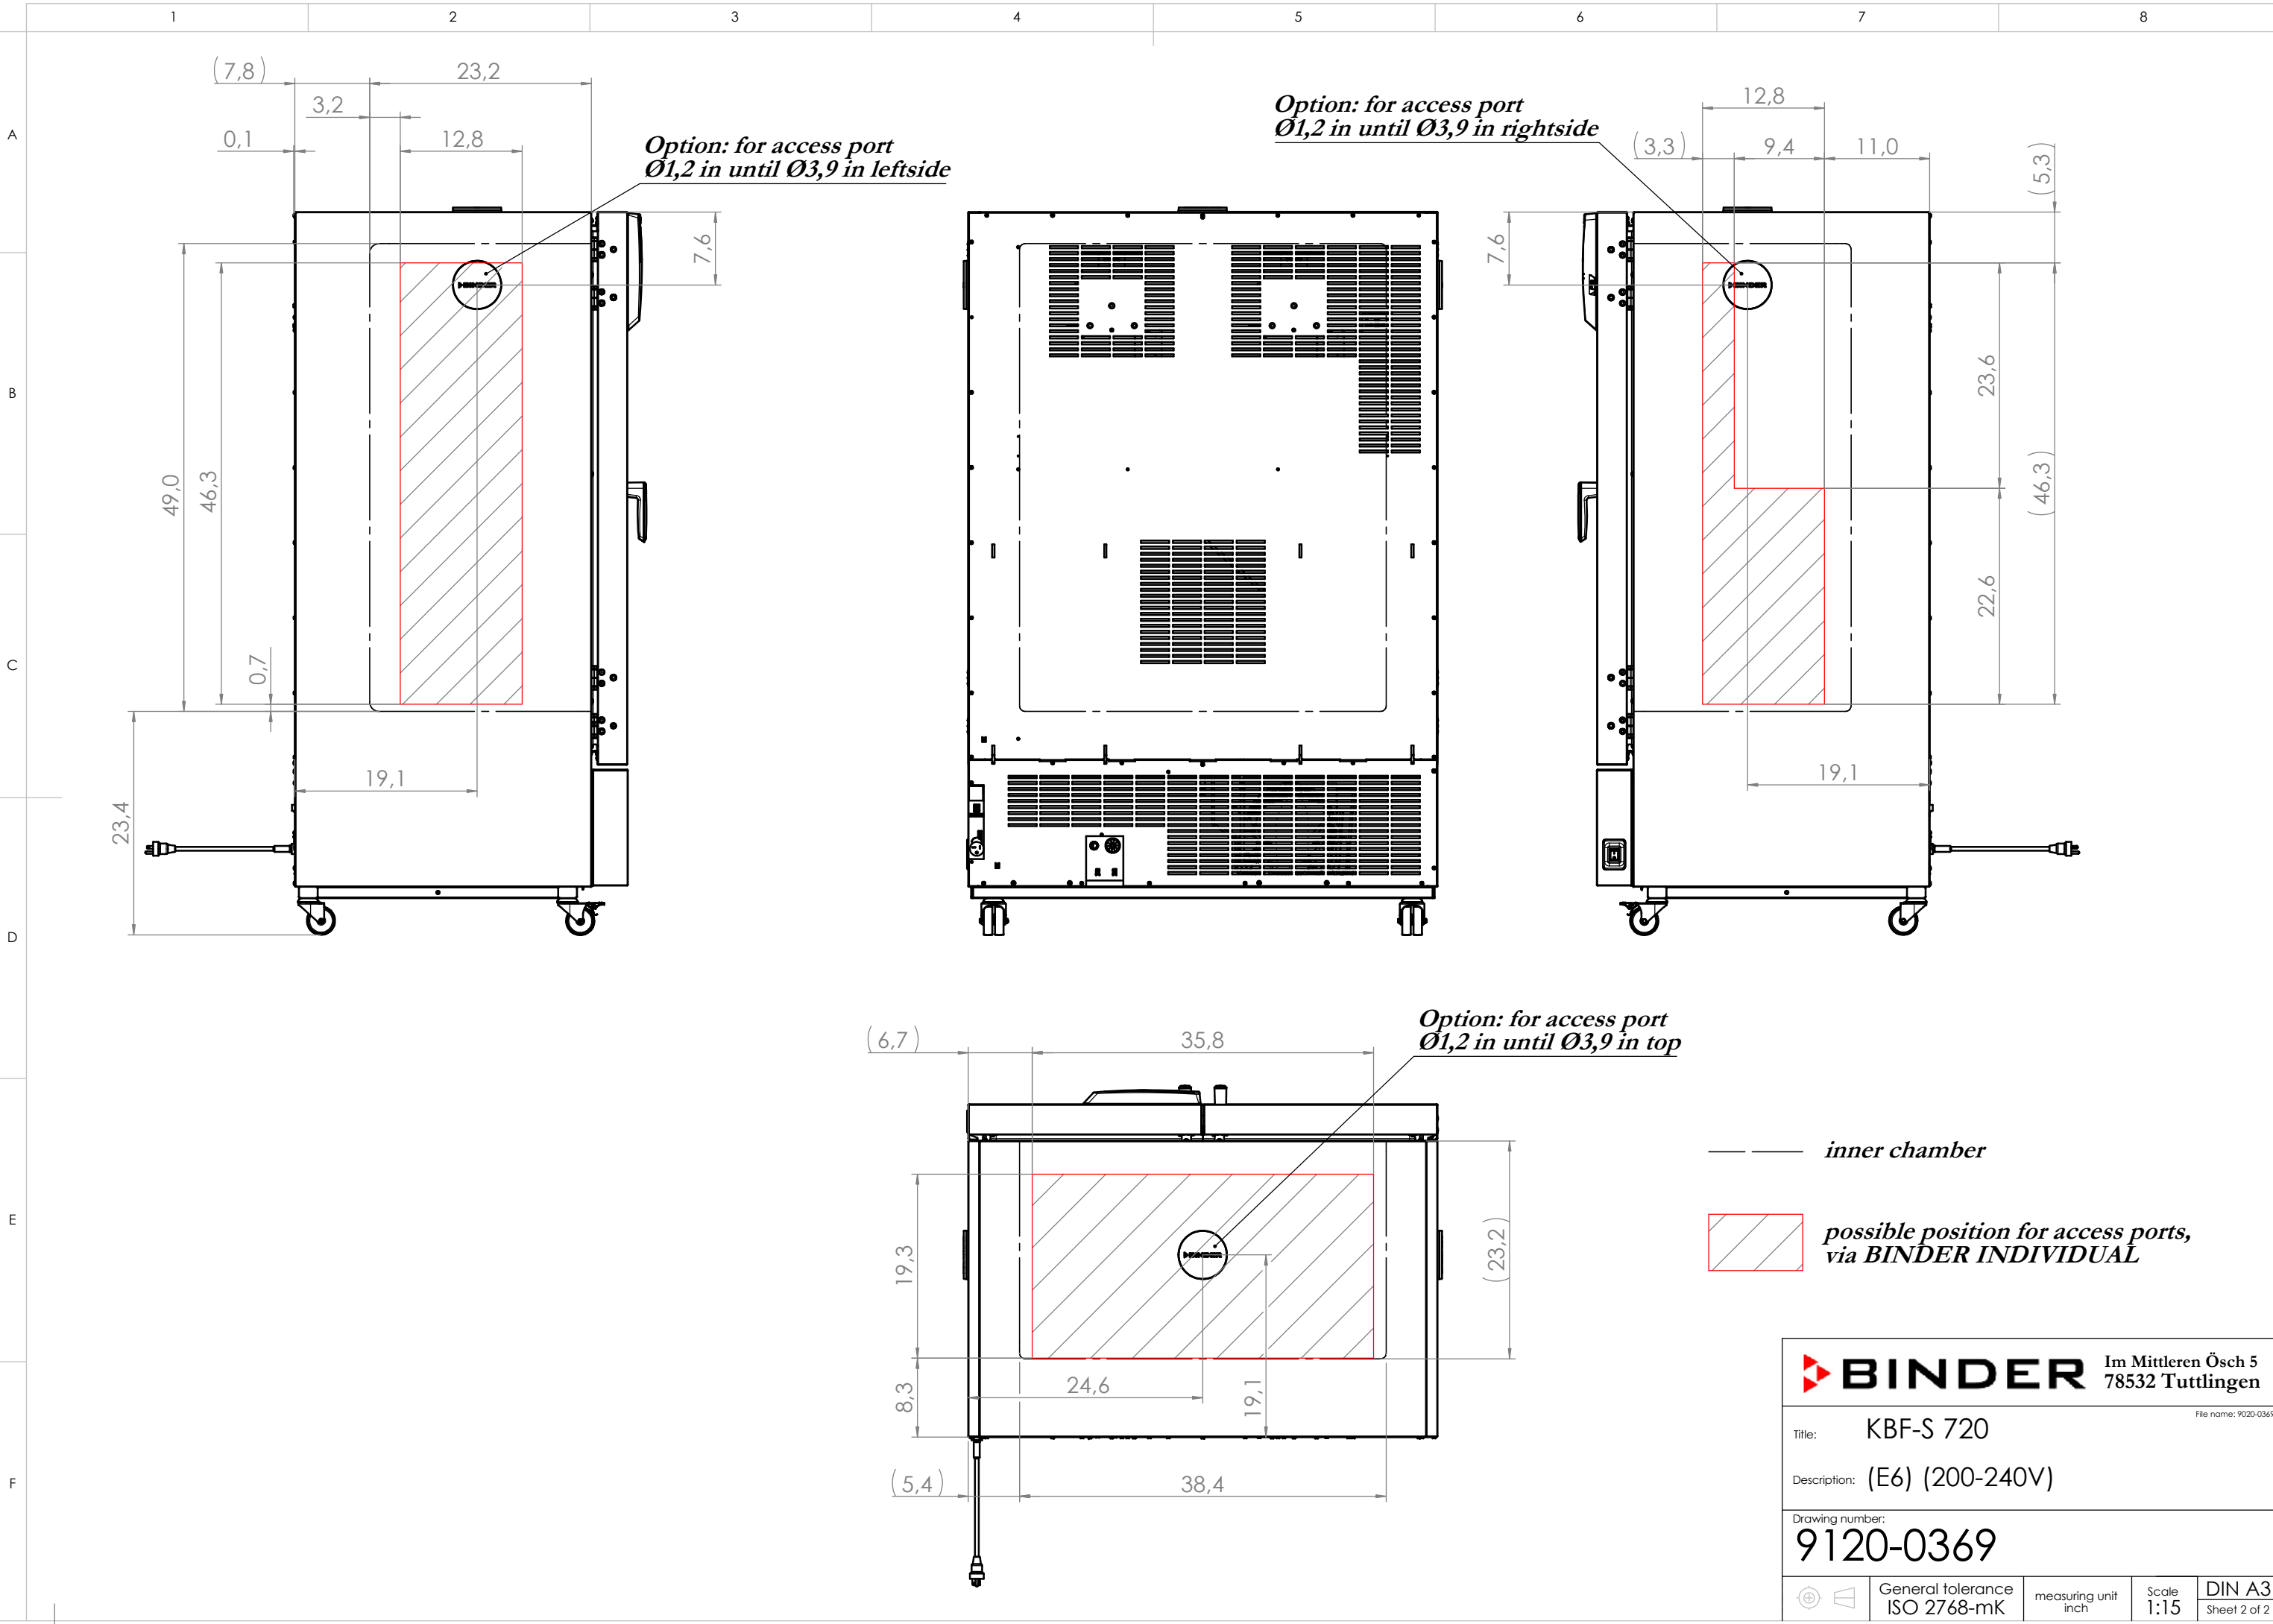 1 2 3 4 5 6 7 8
A
B
C
D
E
F
(7,8)
23,2
3,2
0,1
12,8
Option: for access port
Ø1,2 in until Ø3,9 in leftside
7,6
49,0
46,3
0,7
19,1
23,4
BINDER
Option: for access port
Ø1,2 in until Ø3,9 in rightside
12,8
(3,3)
9,4
11,0
(5,3)
7,6
BINDER
23,6
(46,3)
22,6
19,1
Option: for access port
Ø1,2 in until Ø3,9 in top
(6,7)
35,8
19,3
(23,2)
BINDER
8,3
24,6
19,1
(5,4)
38,4
inner chamber
possible position for access ports,
via BINDER INDIVIDUAL
BINDER
Im Mittleren Ösch 5
78532 Tuttlingen
File name: 9020-0369
Title: KBF-S 720
Description: (E6) (200-240V)
Drawing number:
9120-0369
General tolerance
ISO 2768-mK
measuring unit
inch
Scale
1:15
DIN A3
Sheet 2 of 2